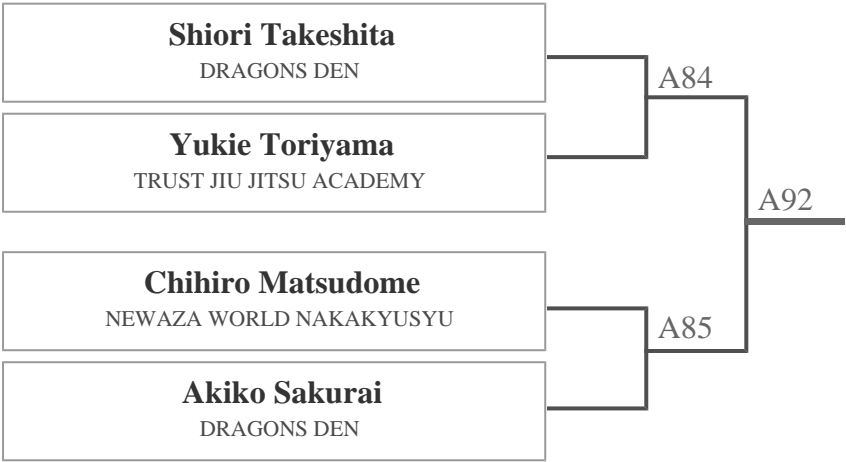 Shiori Takeshita
DRAGONS DEN
A84
Yukie Toriyama
TRUST JIU JITSU ACADEMY
A92
Chihiro Matsudome
NEWAZA WORLD NAKAKYUSYU
A85
Akiko Sakurai
DRAGONS DEN